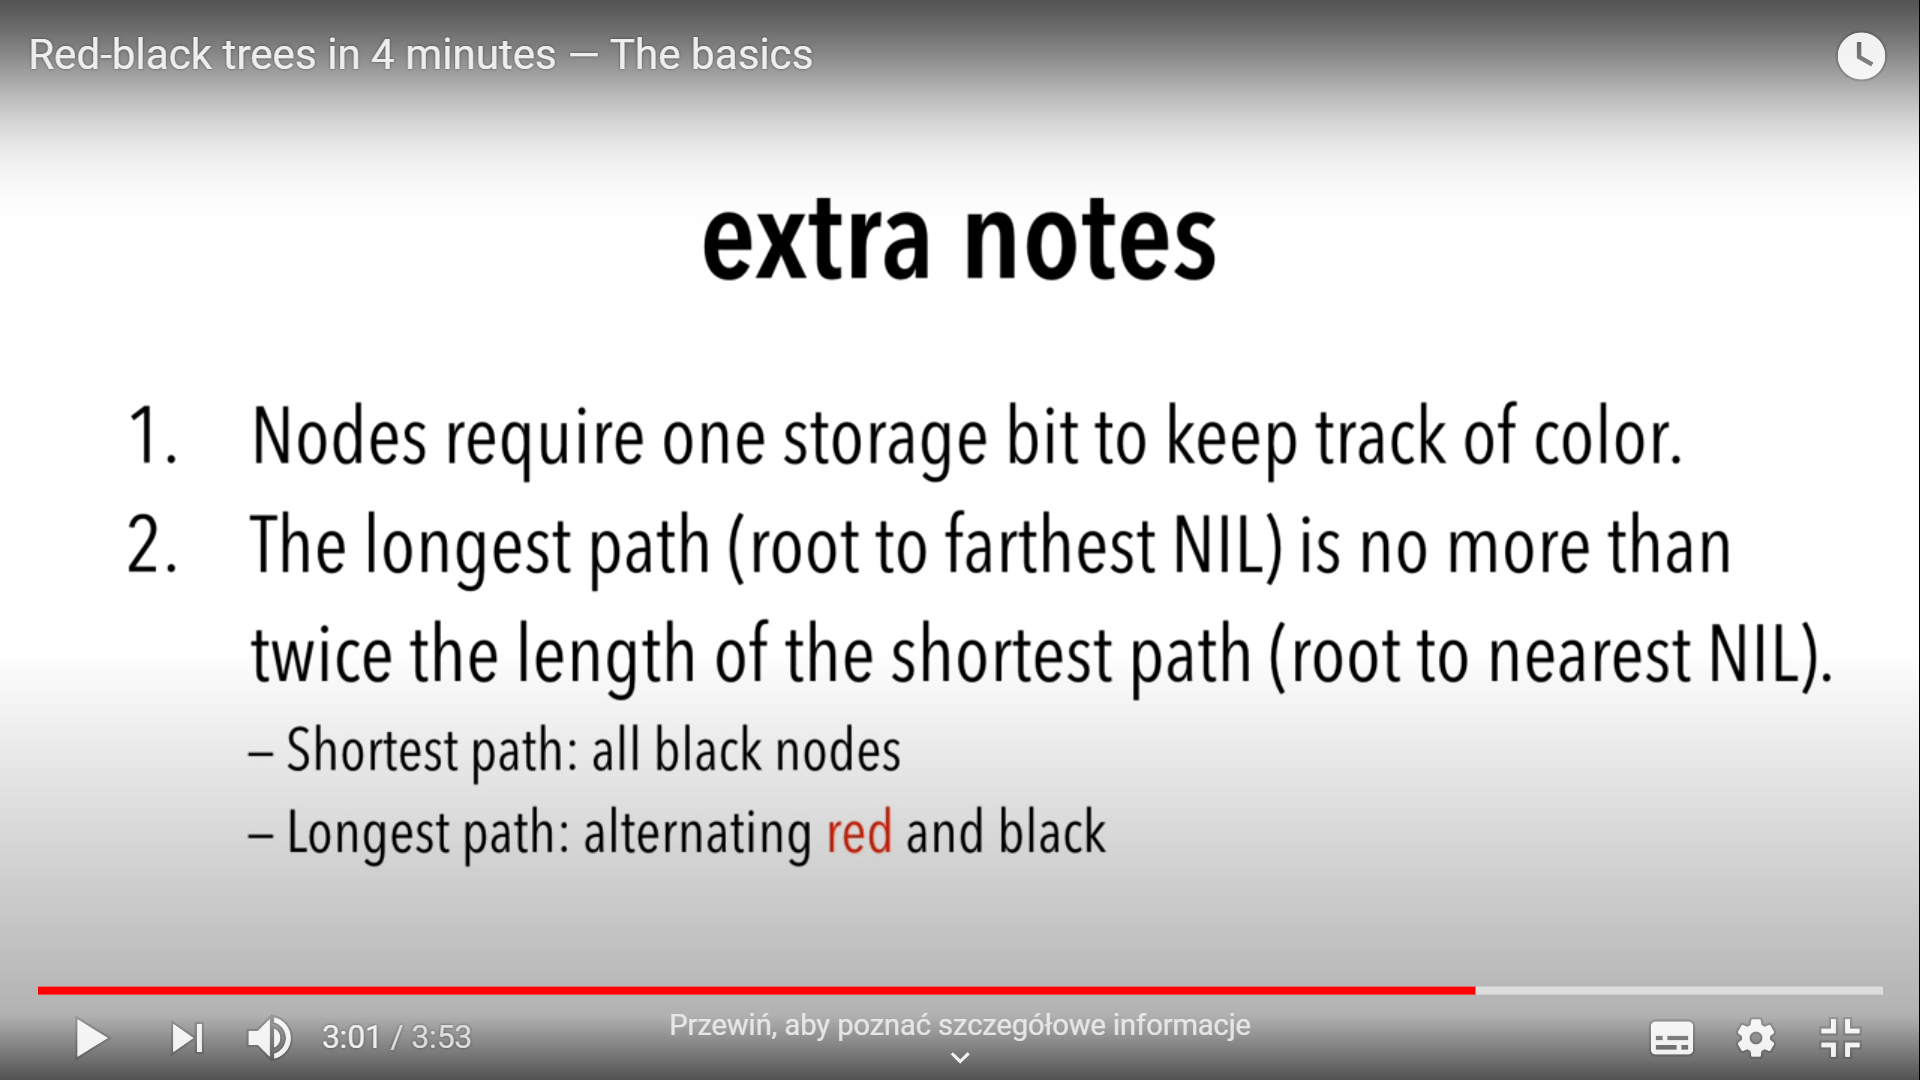 Red-black trees in 4 minutes — The basics
extra notes
1. Nodes require one storage bit to keep track of color.
2. The longest path (root to farthest NIL) is no more than
twice the length of the shortest path (root to nearest NIL).
– Shortest path: all black nodes
– Longest path: alternating red and black
3:01 / 3:53
Przewiń, aby poznać szczegółowe informacje